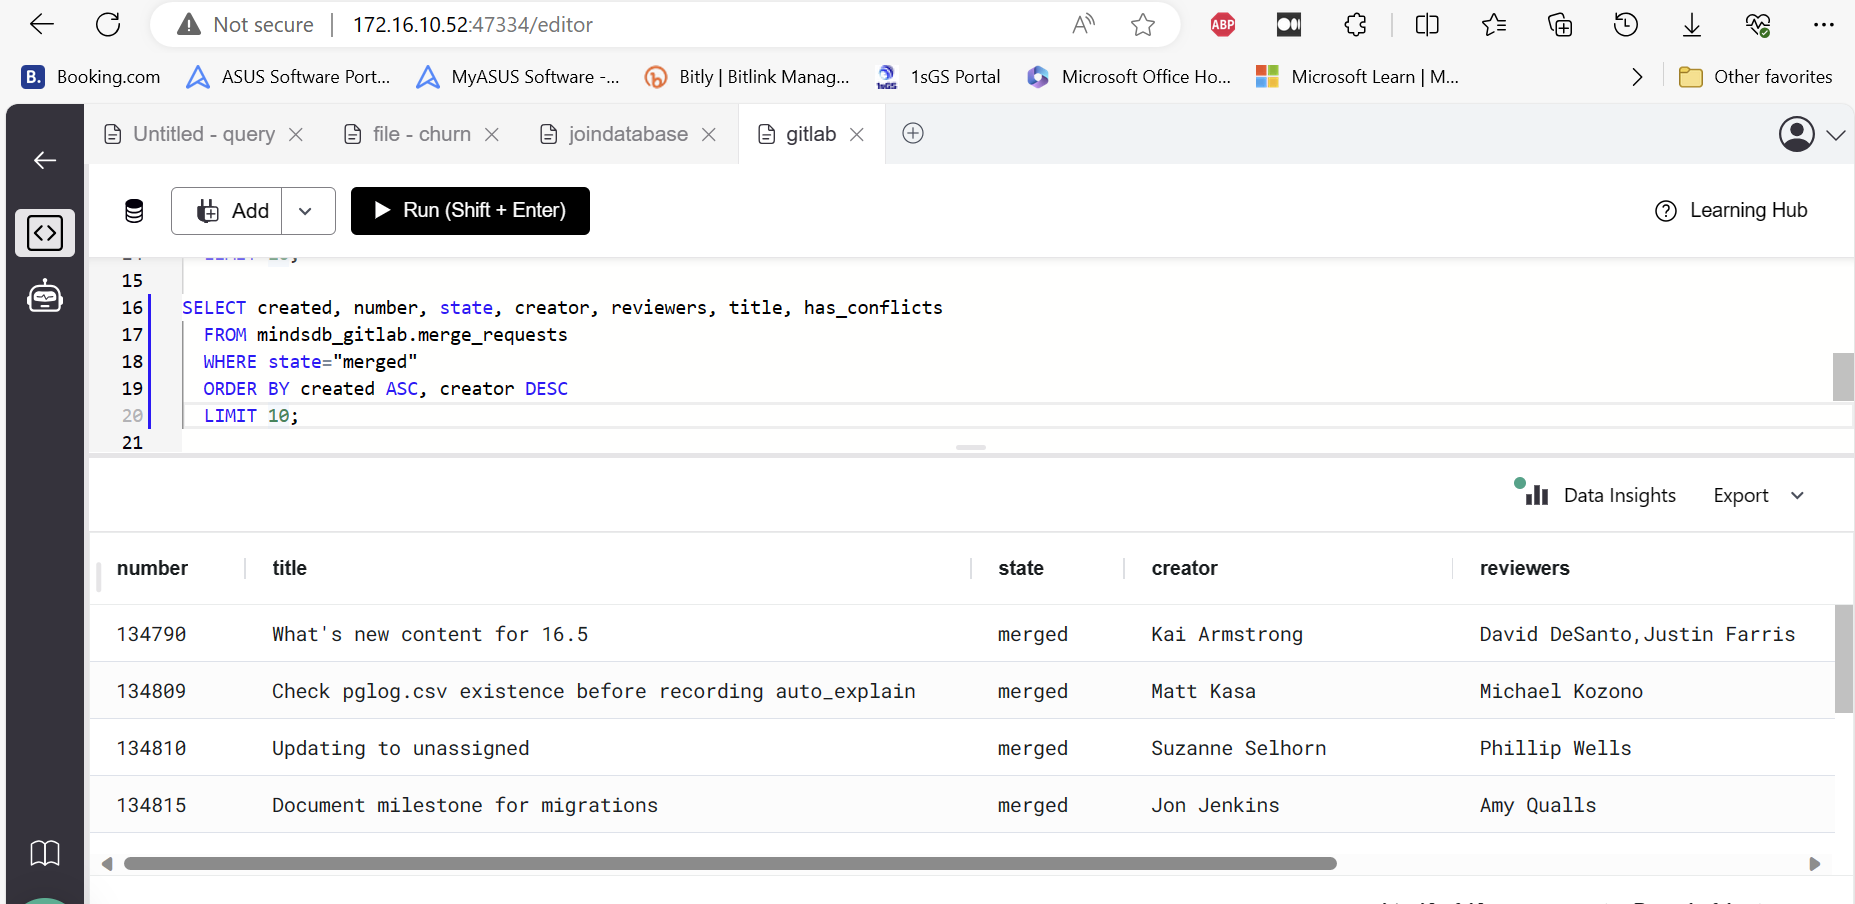 Not secure 172.16.10.52:47334/editor A ABP
B. Booking.com ASUS Software Port... MyASUS Software -... Bitly | Bitlink Manag... 1sGS 1sGS Portal Microsoft Office Ho... Microsoft Learn | M... Other favorites
Untitled - query file - churn joindatabase gitlab
Add Run (Shift + Enter) Learning Hub
15
16 SELECT created, number, state, creator, reviewers, title, has_conflicts
17 FROM mindsdb_gitlab.merge_requests
18 WHERE state="merged"
19 ORDER BY created ASC, creator DESC
20 LIMIT 10;
21
Data Insights Export
number title state creator reviewers
134790 What's new content for 16.5 merged Kai Armstrong David DeSanto,Justin Farris
134809 Check pglog.csv existence before recording auto_explain merged Matt Kasa Michael Kozono
134810 Updating to unassigned merged Suzanne Selhorn Phillip Wells
134815 Document milestone for migrations merged Jon Jenkins Amy Qualls